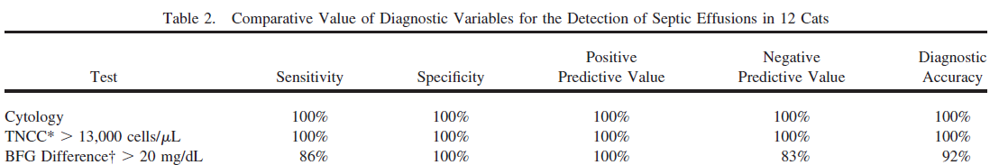 Table 2. Comparative Value of Diagnostic Variables for the Detection of Septic Effusions in 12 Cats
Test Sensitivity Specificity Positive Predictive Value Negative Predictive Value Diagnostic Accuracy
Cytology 100% 100% 100% 100% 100%
TNCC* > 13,000 cells/μL 100% 100% 100% 100% 100%
BFG Difference† > 20 mg/dL 86% 100% 100% 83% 92%